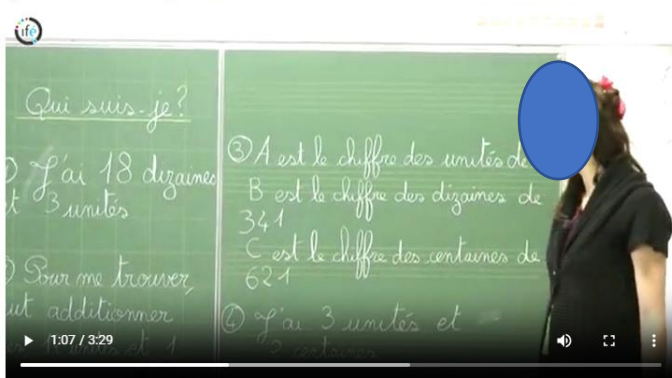 ifé
Qui suis-je?
J'ai 18 dizaines
3 unités
Pour me trouver,
additionner
et 1
③ A est le chiffre des unités de
B est le chiffre des dizaines de
341
C est le chiffre des centaines de
621
④ J'ai 3 unités et
centaines
1:07 / 3:29